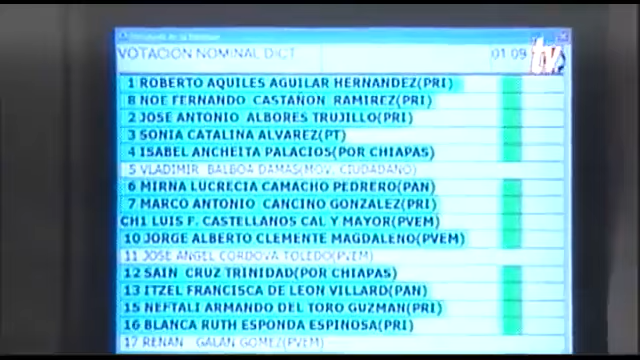 VOTACION NOMINAL DICT 01:09
tv
1 ROBERTO AQUILES AGUILAR HERNANDEZ(PRI)
8 NOE FERNANDO CASTAÑON RAMIREZ(PRI)
2 JOSE ANTONIO ALBORES TRUJILLO(PRI)
3 SONIA CATALINA ALVAREZ(PT)
4 ISABEL ANCHEITA PALACIOS(POR CHIAPAS)
5 VLADIMIR BALBOA DAMAS(MOV. CIUDADANO)
6 MIRNA LUCRECIA CAMACHO PEDRERO(PAN)
7 MARCO ANTONIO CANCINO GONZALEZ(PRI)
CH1 LUIS F. CASTELLANOS CAL Y MAYOR(PVEM)
10 JORGE ALBERTO CLEMENTE MAGDALENO(PVEM)
11 JOSE ANGEL CORDOVA TOLEDO(PVEM)
12 SAIN CRUZ TRINIDAD(POR CHIAPAS)
13 ITZEL FRANCISCA DE LEON VILLARD(PAN)
15 NEFTALI ARMANDO DEL TORO GUZMAN(PRI)
16 BLANCA RUTH ESPONDA ESPINOSA(PRI)
17 RENAN GALAN GOMEZ(PVEM)